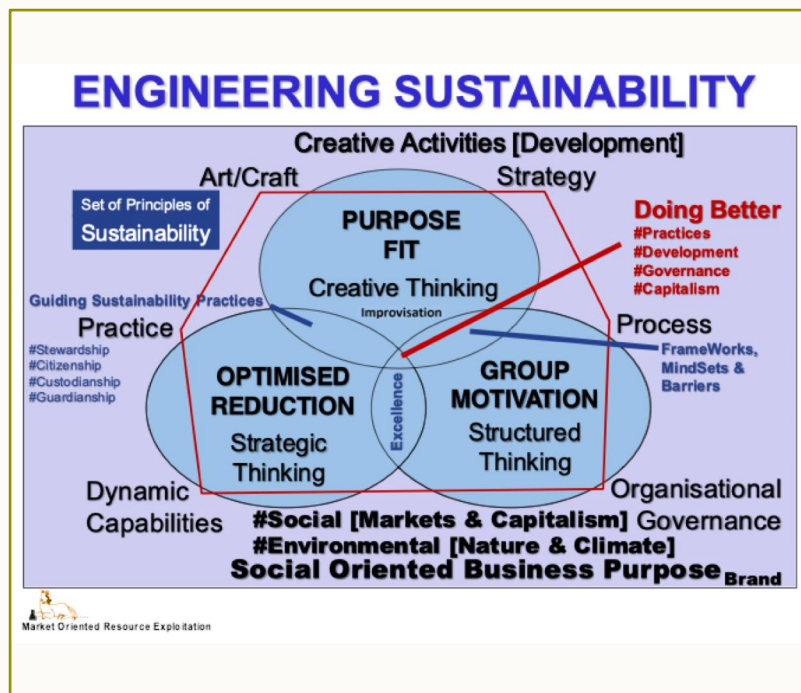 ENGINEERING SUSTAINABILITY
Creative Activities [Development]
Art/Craft
Strategy
Set of Principles of
Sustainability
PURPOSE
FIT
Creative Thinking
Improvisation
Doing Better
#Practices
#Development
#Governance
#Capitalism
Guiding Sustainability Practices
Practice
#Stewardship
#Citizenship
#Custodianship
#Guardianship
Process
FrameWorks,
MindSets &
Barriers
OPTIMISED
REDUCTION
Strategic
Thinking
Excellence
GROUP
MOTIVATION
Structured
Thinking
Dynamic
Capabilities
Organisational
Governance
#Social [Markets & Capitalism]
#Environmental [Nature & Climate]
Social Oriented Business Purpose
Brand
Market Oriented Resource Exploitation